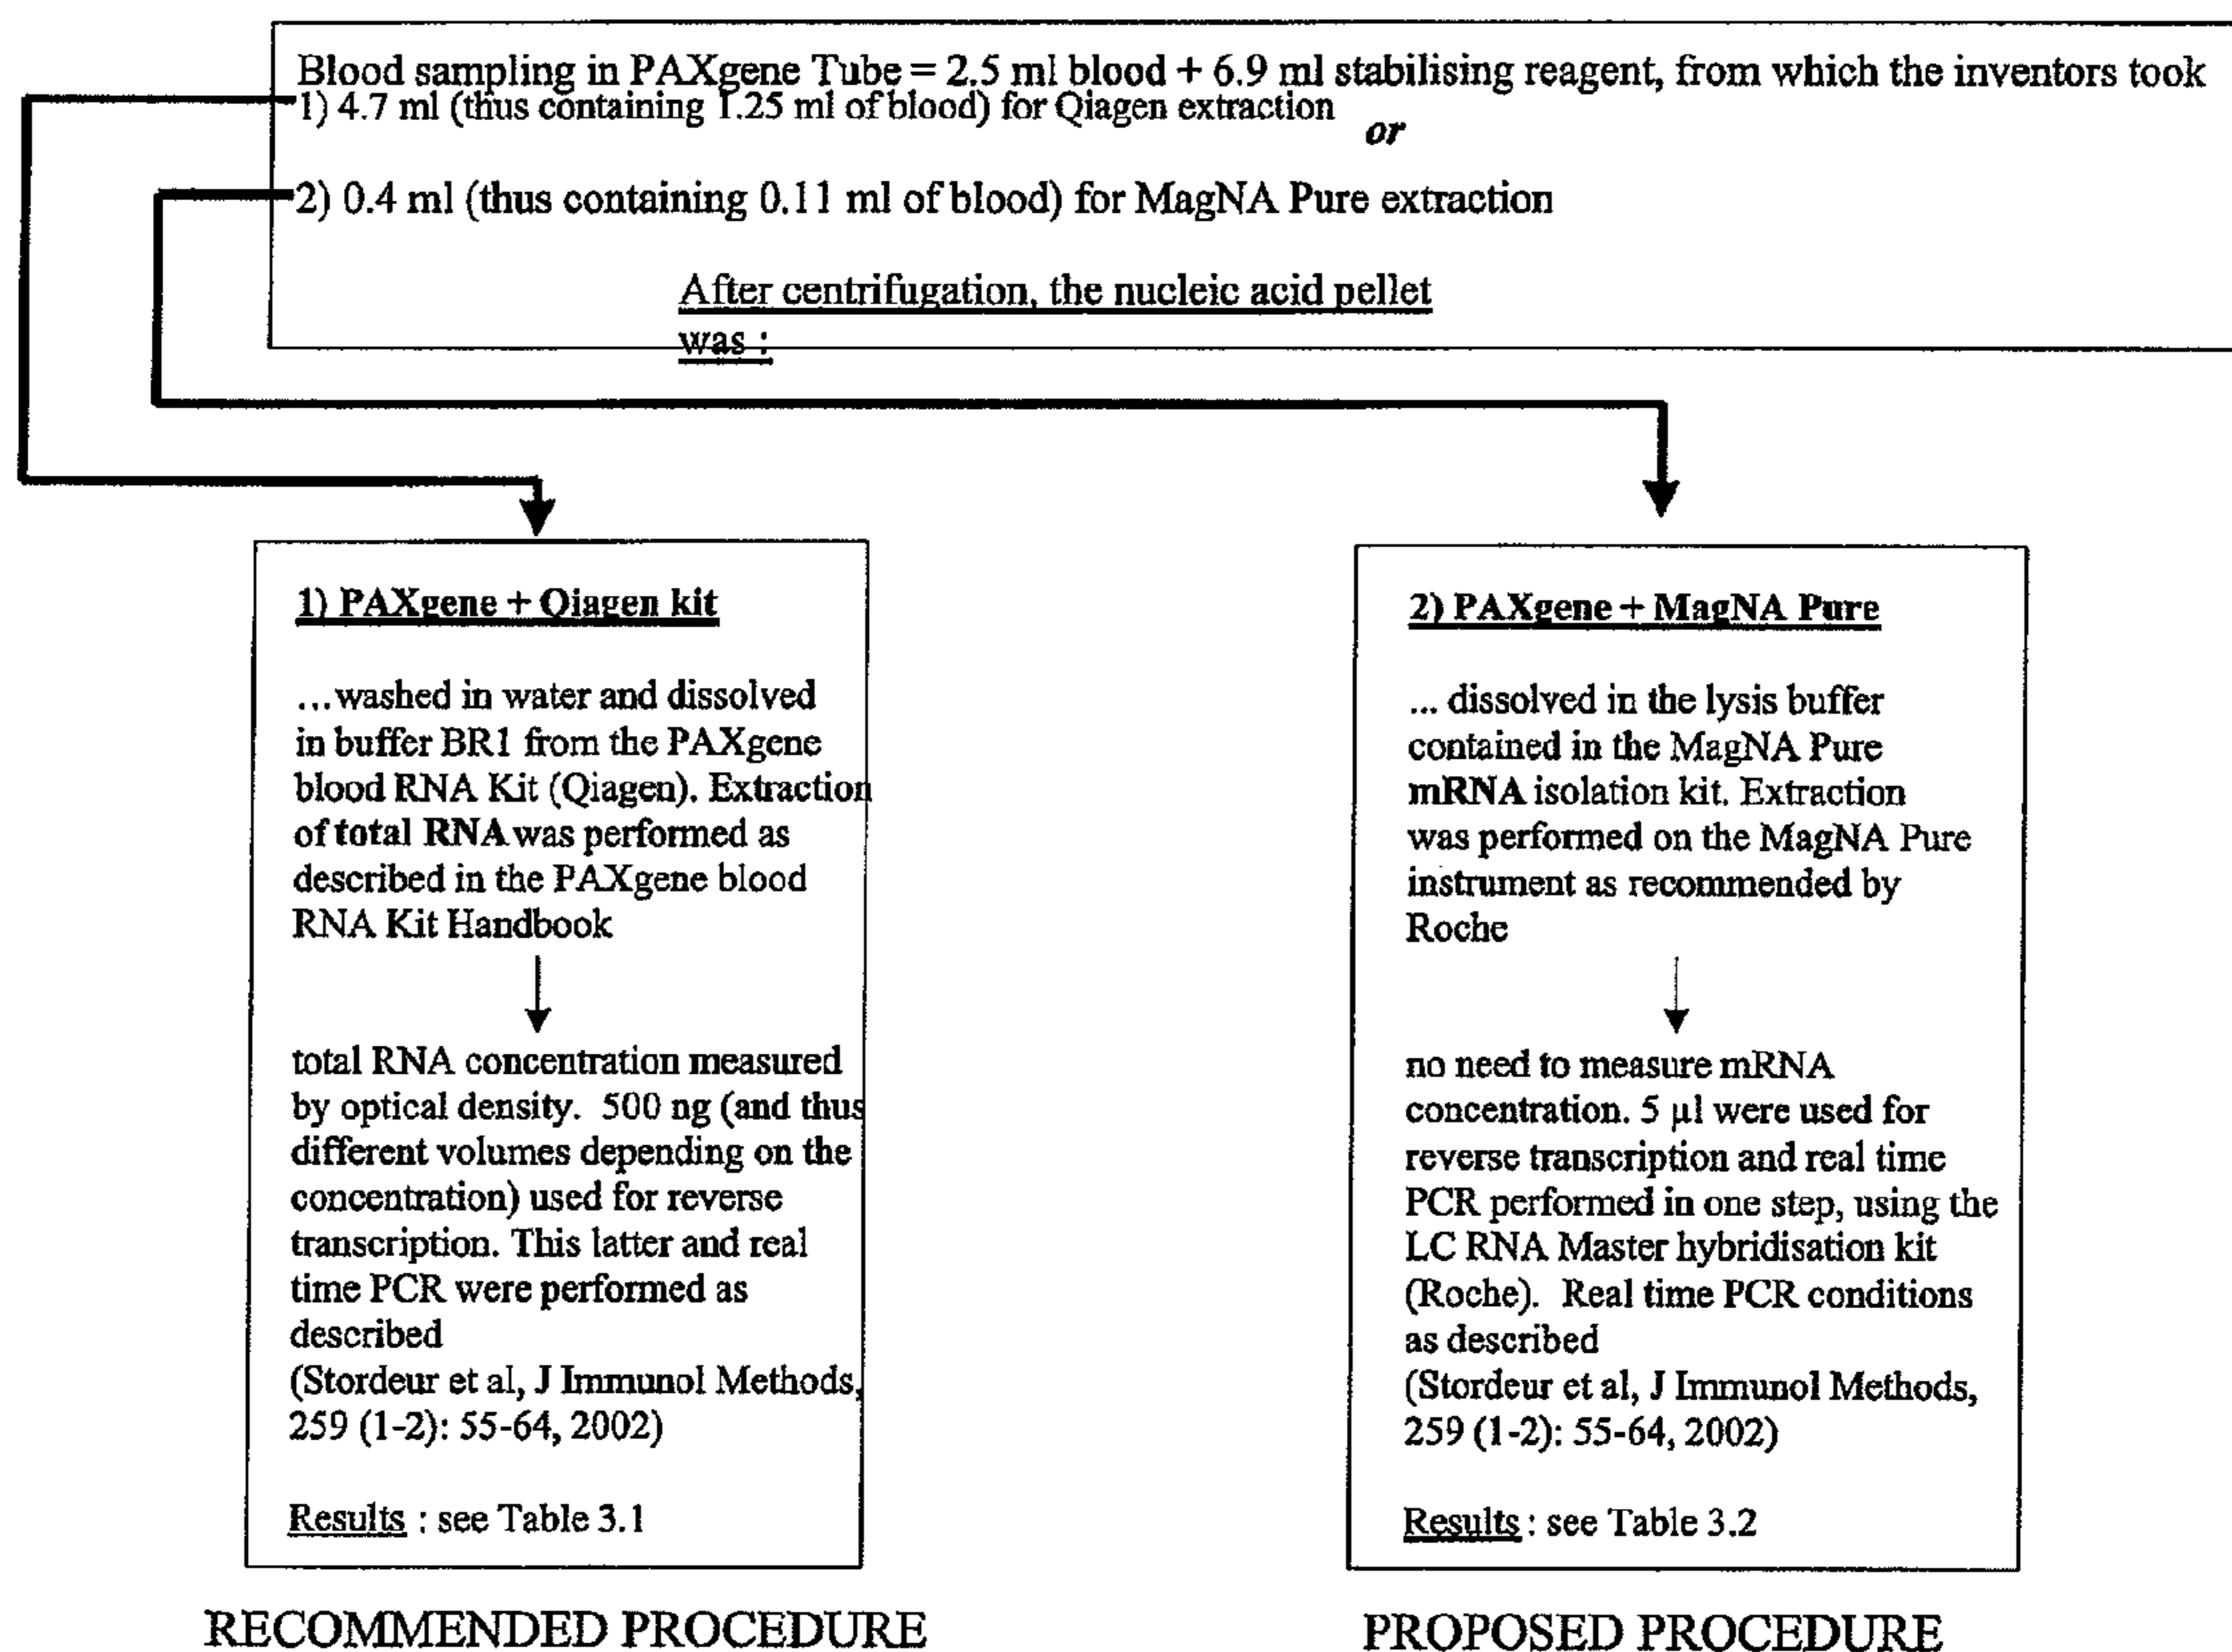 Blood sampling in PAXgene Tube = 2.5 ml blood + 6.9 ml stabilising reagent, from which the inventors took
1) 4.7 ml (thus containing 1.25 ml of blood) for Qiagen extraction
or
2) 0.4 ml (thus containing 0.11 ml of blood) for MagNA Pure extraction
After centrifugation, the nucleic acid pellet
was :
1) PAXgene + Qiagen kit
...washed in water and dissolved
in buffer BR1 from the PAXgene
blood RNA Kit (Qiagen). Extraction
of total RNA was performed as
described in the PAXgene blood
RNA Kit Handbook
total RNA concentration measured
by optical density. 500 ng (and thus
different volumes depending on the
concentration) used for reverse
transcription. This latter and real
time PCR were performed as
described
(Stordeur et al, J Immunol Methods,
259 (1-2): 55-64, 2002)
Results : see Table 3.1
RECOMMENDED PROCEDURE
2) PAXgene + MagNA Pure
... dissolved in the lysis buffer
contained in the MagNA Pure
mRNA isolation kit. Extraction
was performed on the MagNA Pure
instrument as recommended by
Roche
no need to measure mRNA
concentration. 5 µl were used for
reverse transcription and real time
PCR performed in one step, using the
LC RNA Master hybridisation kit
(Roche). Real time PCR conditions
as described
(Stordeur et al, J Immunol Methods,
259 (1-2): 55-64, 2002)
Results : see Table 3.2
PROPOSED PROCEDURE